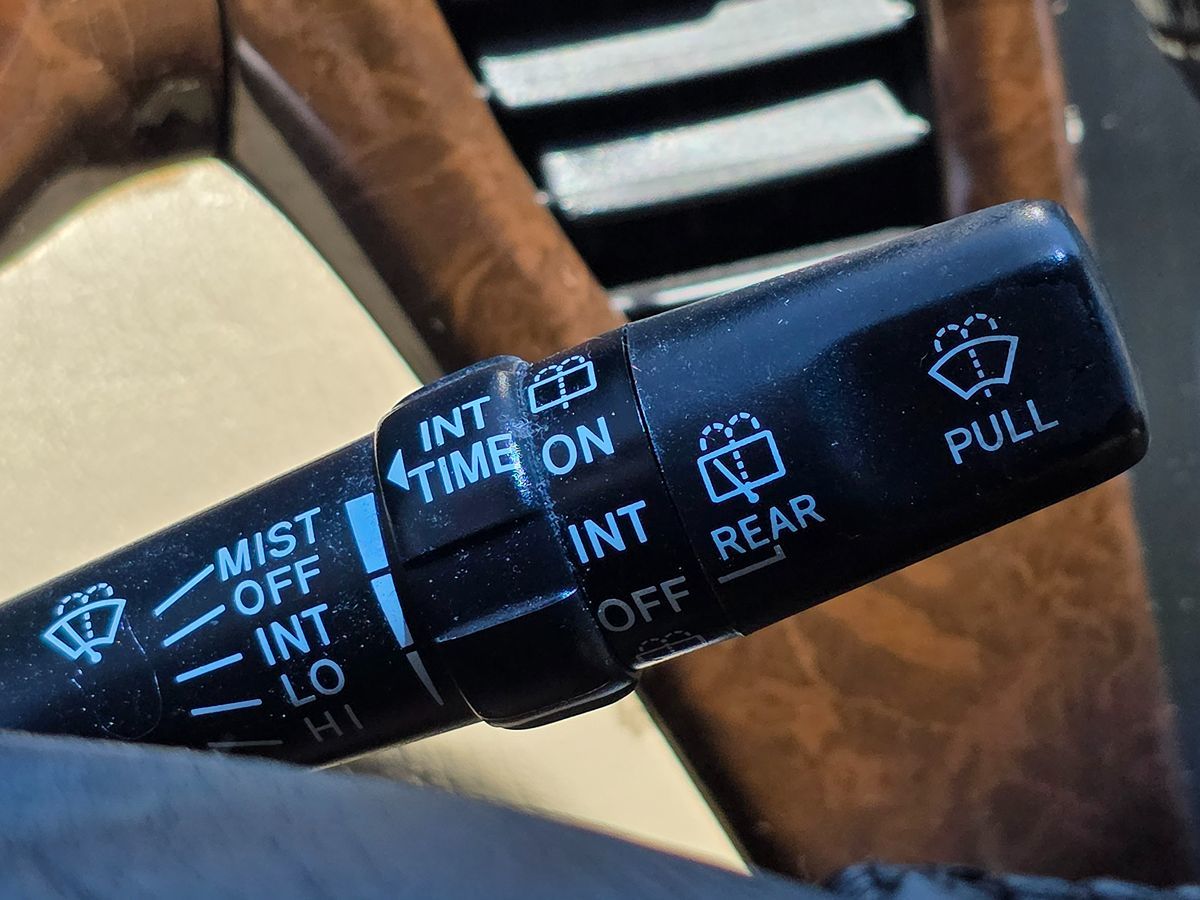 MIST
OFF
INT
LO
HI
INT
TIME
ON
INT
OFF
REAR
PULL